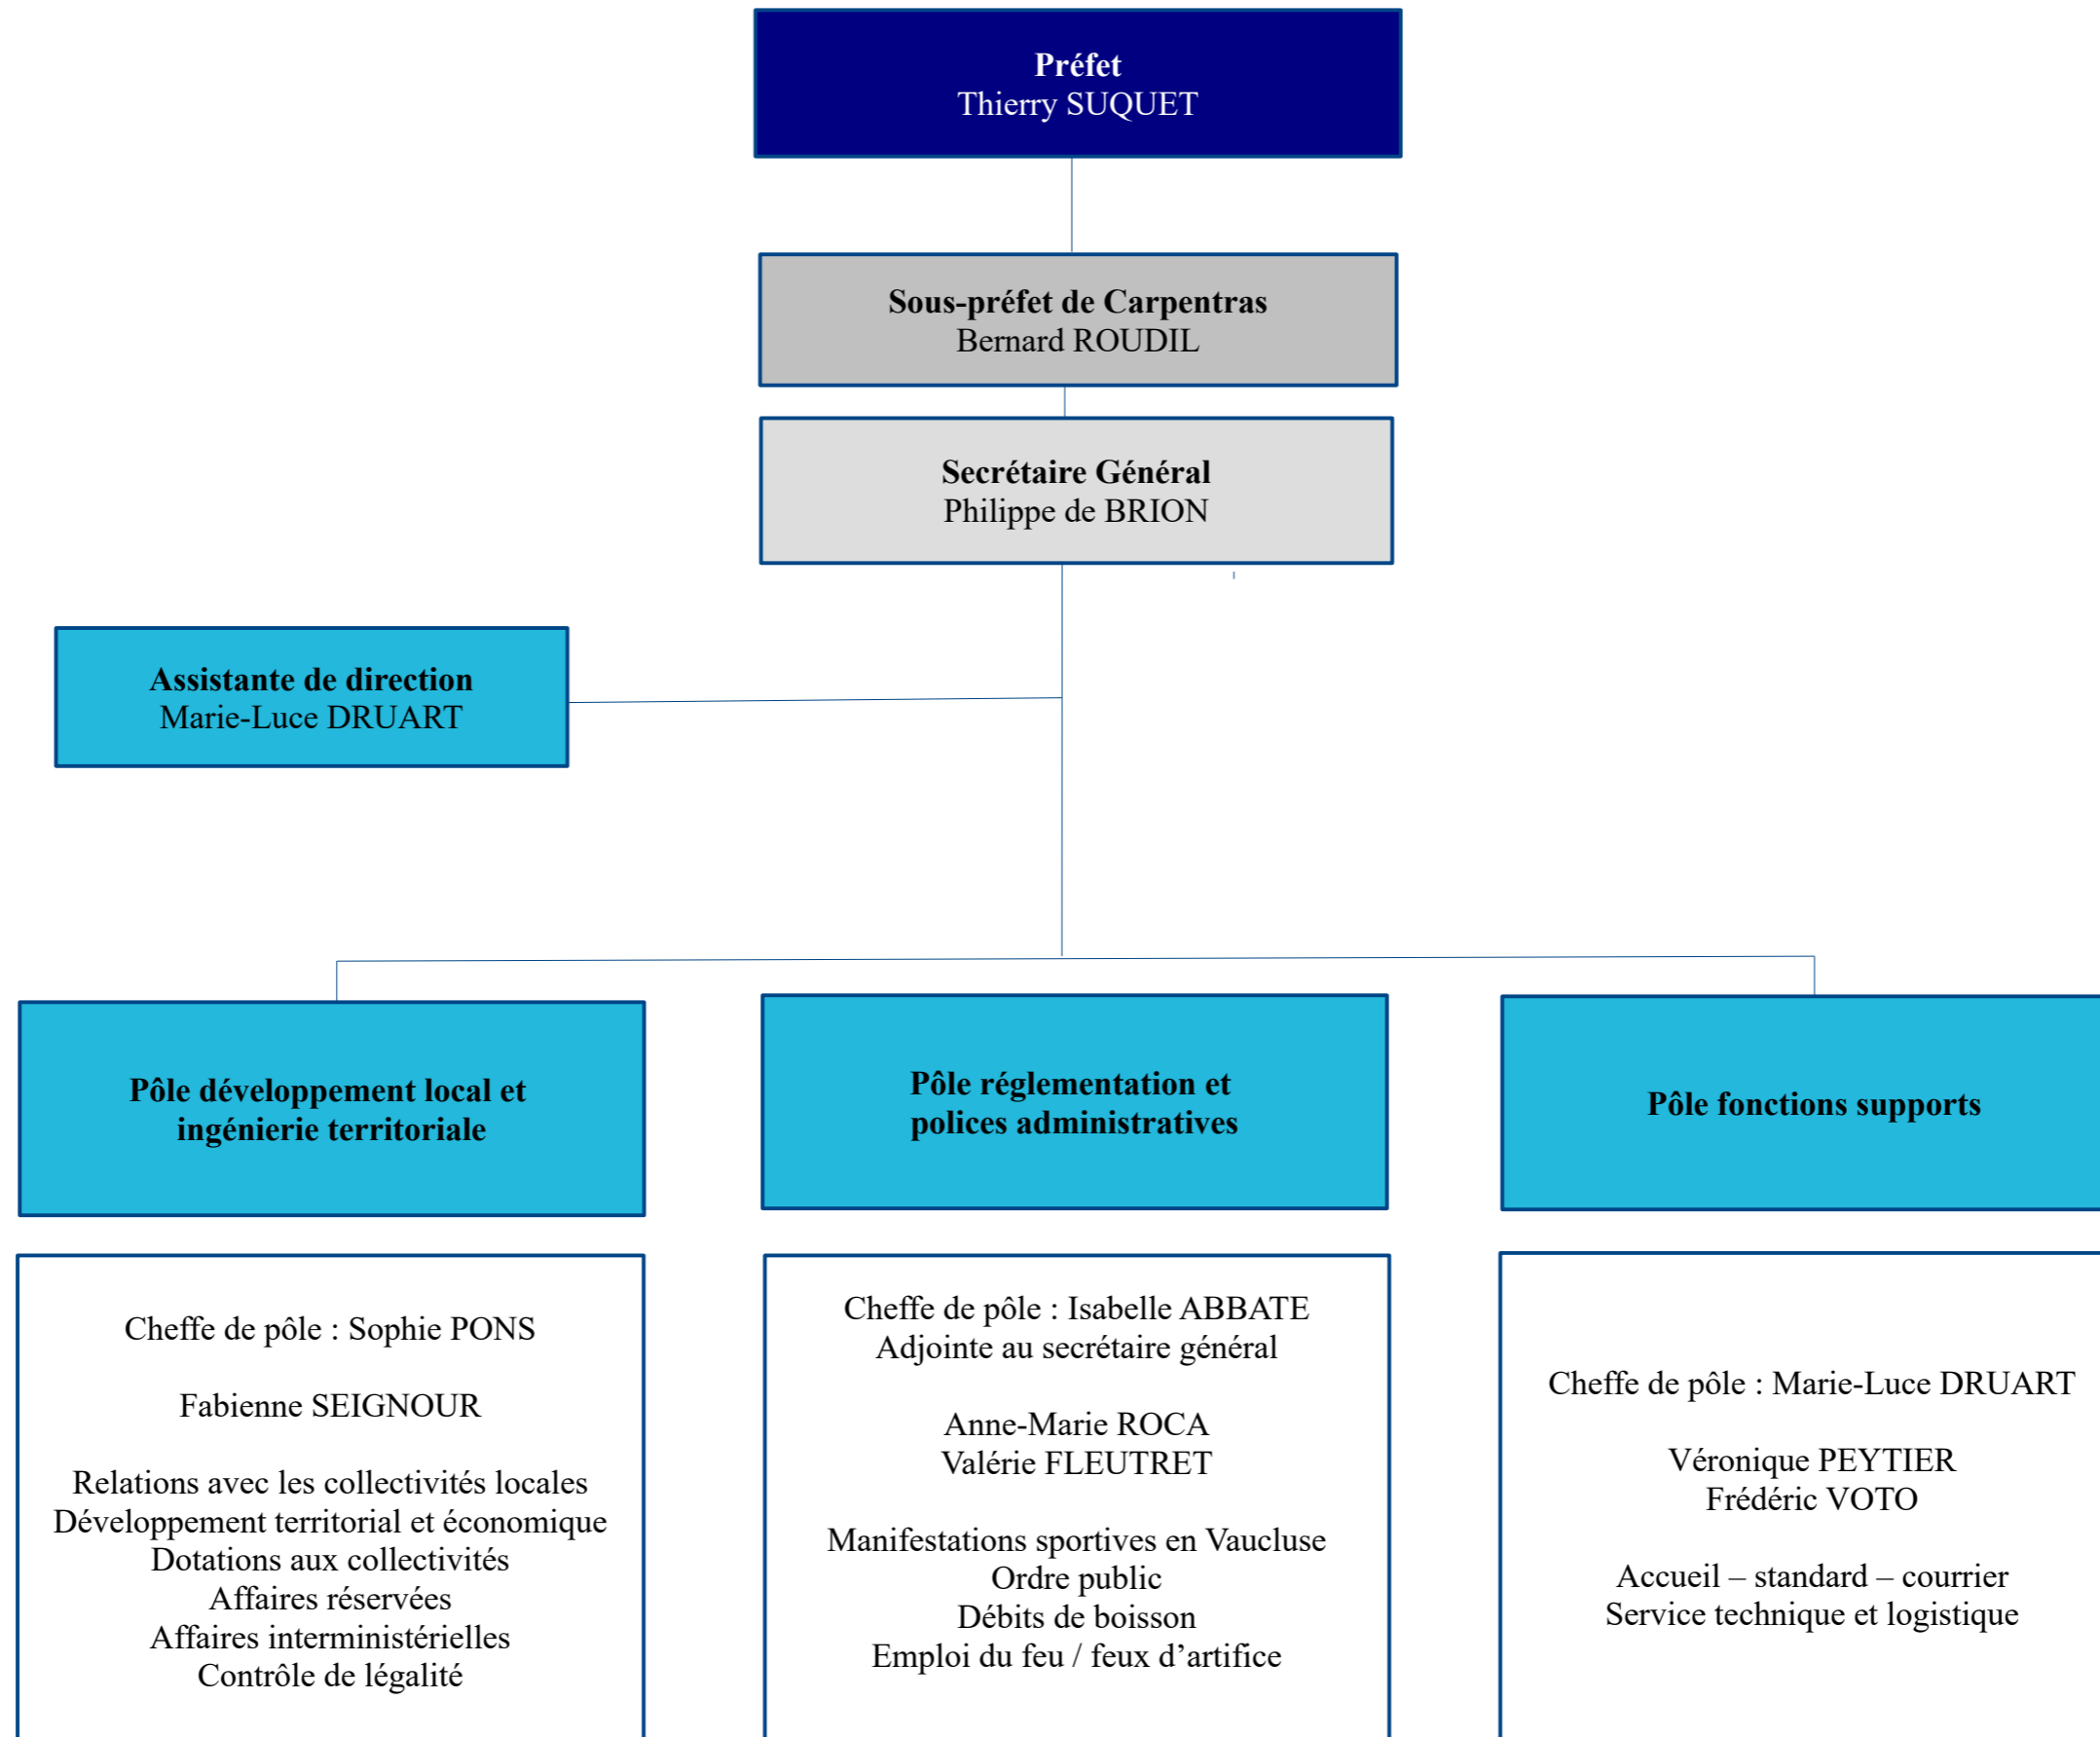 Préfet
Thierry SUQUET
Sous-préfet de Carpentras
Bernard ROUDIL
Secrétaire Général
Philippe de BRION
Assistante de direction
Marie-Luce DRUART
Pôle développement local et
ingénierie territoriale
Pôle réglementation et
polices administratives
Pôle fonctions supports
Cheffe de pôle : Sophie PONS
Fabienne SEIGNOUR
Relations avec les collectivités locales
Développement territorial et économique
Dotations aux collectivités
Affaires réservées
Affaires interministérielles
Contrôle de légalité
Cheffe de pôle : Isabelle ABBATE
Adjointe au secrétaire général
Anne-Marie ROCA
Valérie FLEUTRET
Manifestations sportives en Vaucluse
Ordre public
Débits de boisson
Emploi du feu / feux d’artifice
Cheffe de pôle : Marie-Luce DRUART
Véronique PEYTIER
Frédéric VOTO
Accueil – standard – courrier
Service technique et logistique